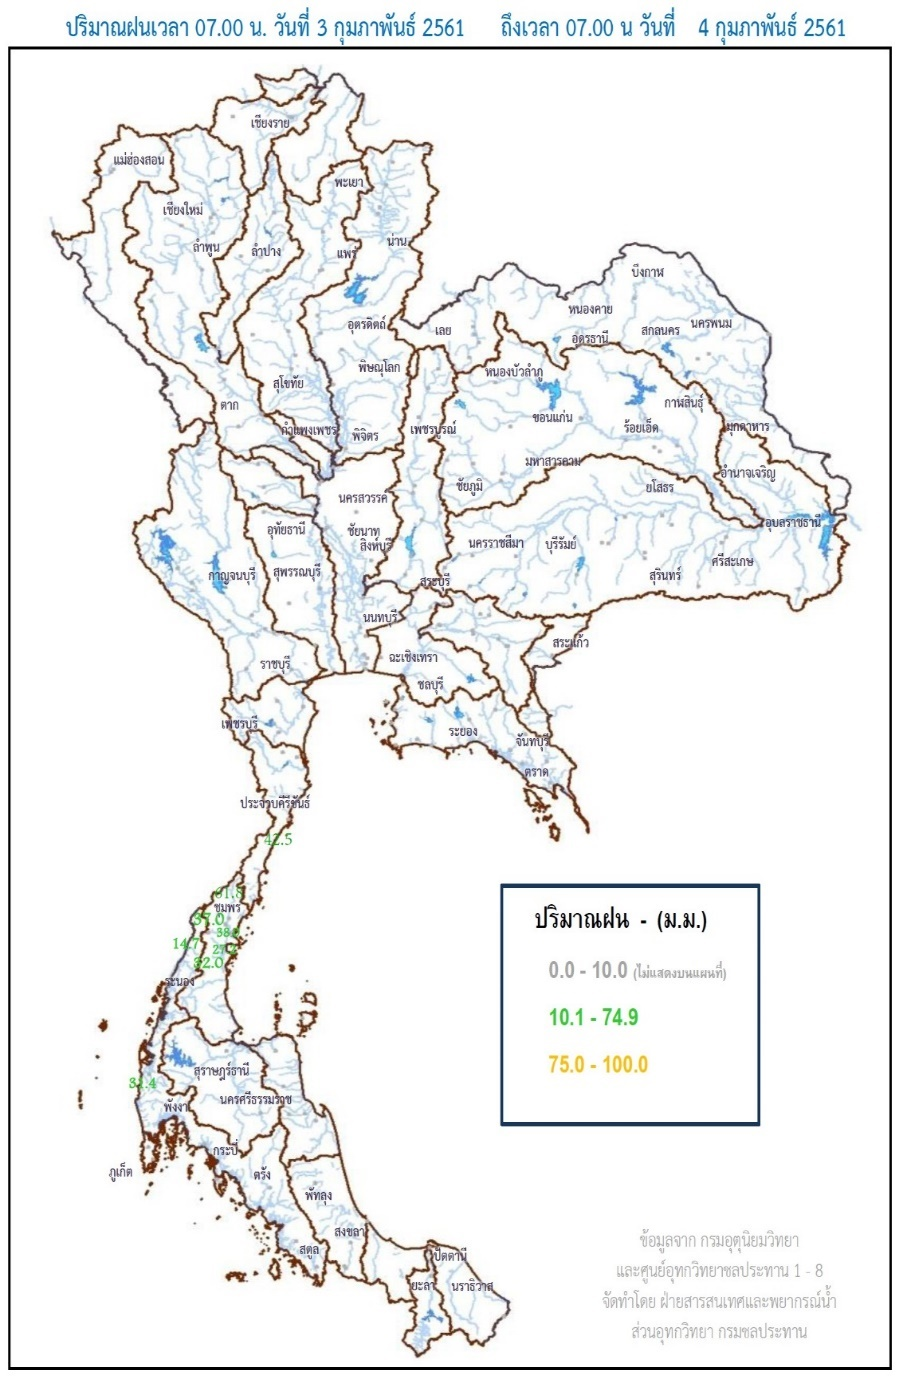 ปริมาณฝนเวลา 07.00 น. วันที่ 3 กุมภาพันธ์ 2561 ถึงเวลา 07.00 น วันที่ 4 กุมภาพันธ์ 2561
เชียงราย
แม่ฮ่องสอน
พะเยา
เชียงใหม่
น่าน
ลำพูน
ลำปาง
แพร่
บึงกาฬ
หนองคาย
นครพนม
อุตรดิตถ์
เลย
สกลนคร
อุดรธานี
พิษณุโลก
หนองบัวลำภู
สุโขทัย
ตาก
กาฬสินธุ์
ขอนแก่น
กำแพงเพชร
พิจิตร
เพชรบูรณ์
ร้อยเอ็ด
มุกดาหาร
มหาสารคาม
อำนาจเจริญ
ชัยภูมิ
ยโสธร
นครสวรรค์
อุทัยธานี
ชัยนาท
สิงห์บุรี
นครราชสีมา
บุรีรัมย์
อุบลราชธานี
ศรีสะเกษ
กาญจนบุรี
สุพรรณบุรี
สระบุรี
สุรินทร์
นนทบุรี
สระแก้ว
ราชบุรี
ฉะเชิงเทรา
ชลบุรี
เพชรบุรี
ระยอง
จันทบุรี
ตราด
ประจวบคีรีขันธ์
42.5
ชุมพร
37.0
14.7
32.0
ระนอง
ปริมาณฝน - (ม.ม.)
0.0 - 10.0 (ไม่แสดงบนแผนที่)
10.1 - 74.9
75.0 - 100.0
สุราษฎร์ธานี
31.4
นครศรีธรรมราช
พังงา
กระบี่
ภูเก็ต
ตรัง
พัทลุง
สงขลา
สตูล
ปัตตานี
ยะลา
นราธิวาส
ข้อมูลจาก กรมอุตุนิยมวิทยา
และศูนย์อุทกวิทยาชลประทาน 1 - 8
จัดทำโดย ฝ่ายสารสนเทศและพยากรณ์น้ำ
ส่วนอุทกวิทยา กรมชลประทาน